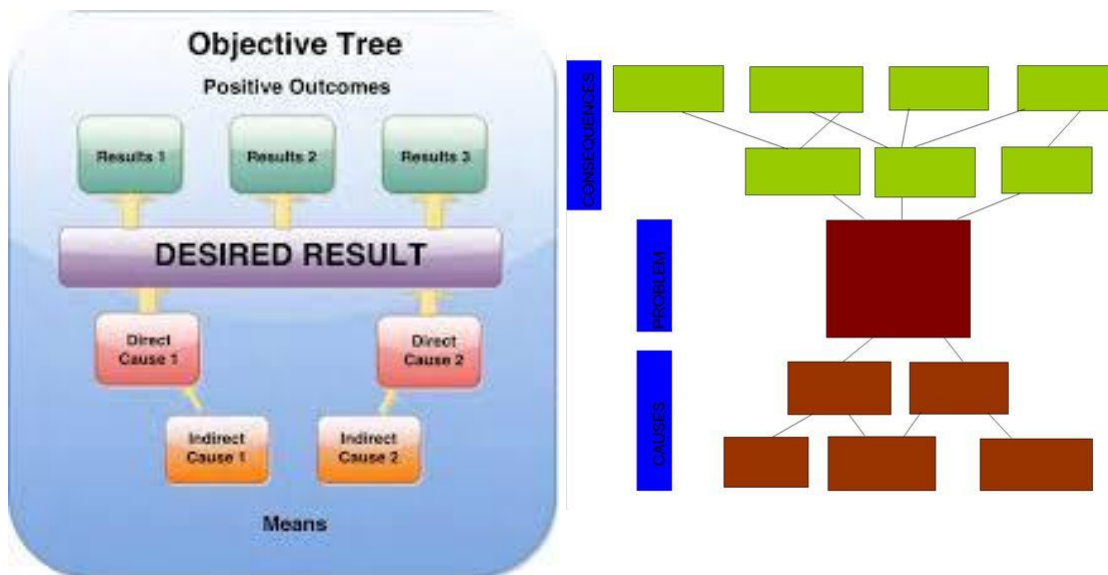 Objective Tree
Positive Outcomes
Results 1
Results 2
Results 3
DESIRED RESULT
Direct
Cause 1
Direct
Cause 2
Indirect
Cause 1
Indirect
Cause 2
Means
CONSEQUENCES
PROBLEM
CAUSES